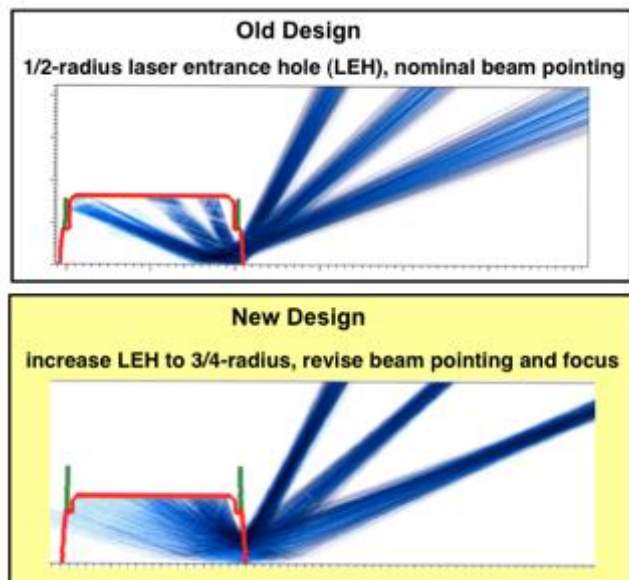 Old Design
1/2-radius laser entrance hole (LEH), nominal beam pointing
New Design
increase LEH to 3/4-radius, revise beam pointing and focus